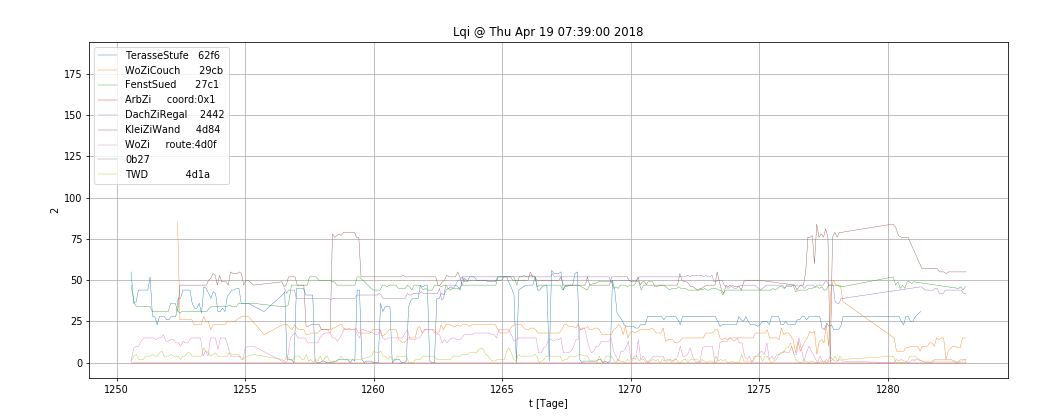 Lqi @ Thu Apr 19 07:39:00 2018
TerasseStufe 62f6
WoZiCouch 29cb
FenstSued 27c1
ArbZi coord:0x1
DachZiRegal 2442
KleiZiWand 4d84
WoZi route:4d0f
0b27
TWD 4d1a
175
150
125
100
75
50
25
0
2
1250 1255 1260 1265 1270 1275 1280
t [Tage]